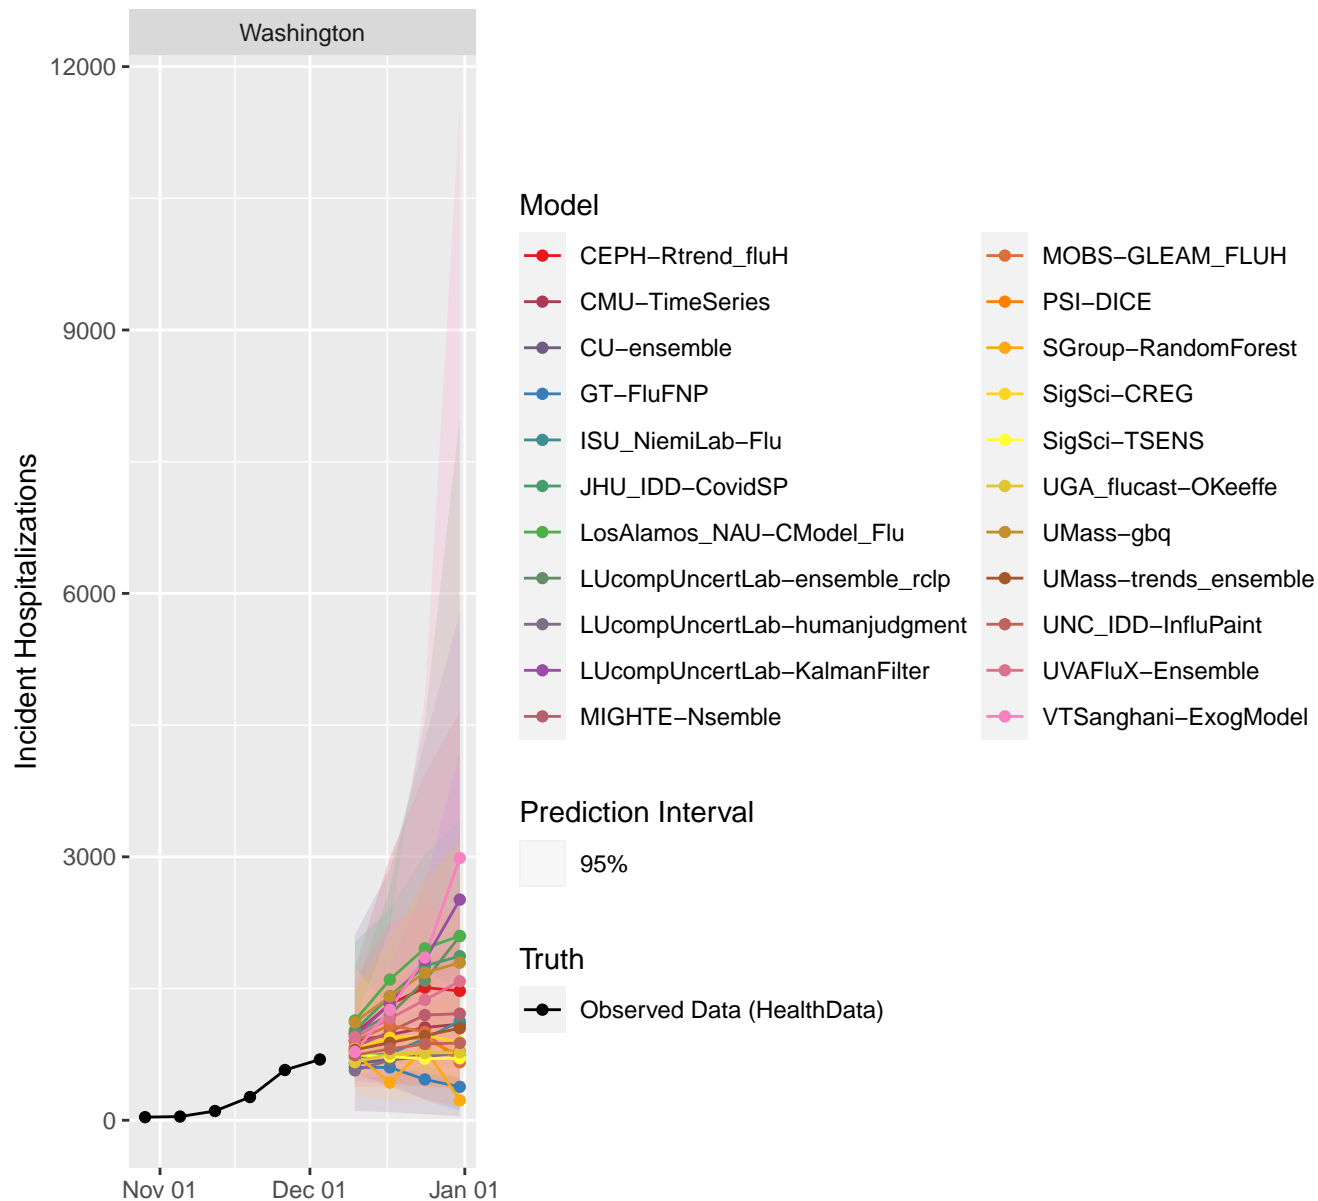 Washington
12000
9000
6000
3000
0
Incident Hospitalizations
Nov 01
Dec 01
Jan 01
Model
CEPH−Rtrend_fluH
CMU−TimeSeries
CU−ensemble
GT−FluFNP
ISU_NiemiLab−Flu
JHU_IDD−CovidSP
LosAlamos_NAU−CModel_Flu
LUcompUncertLab−ensemble_rclp
LUcompUncertLab−humanjudgment
LUcompUncertLab−KalmanFilter
MIGHTE−Nsemble
MOBS−GLEAM_FLUH
PSI−DICE
SGroup−RandomForest
SigSci−CREG
SigSci−TSENS
UGA_flucast−OKeeffe
UMass−gbq
UMass−trends_ensemble
UNC_IDD−InfluPaint
UVAFluX−Ensemble
VTSanghani−ExogModel
Prediction Interval
95%
Truth
Observed Data (HealthData)